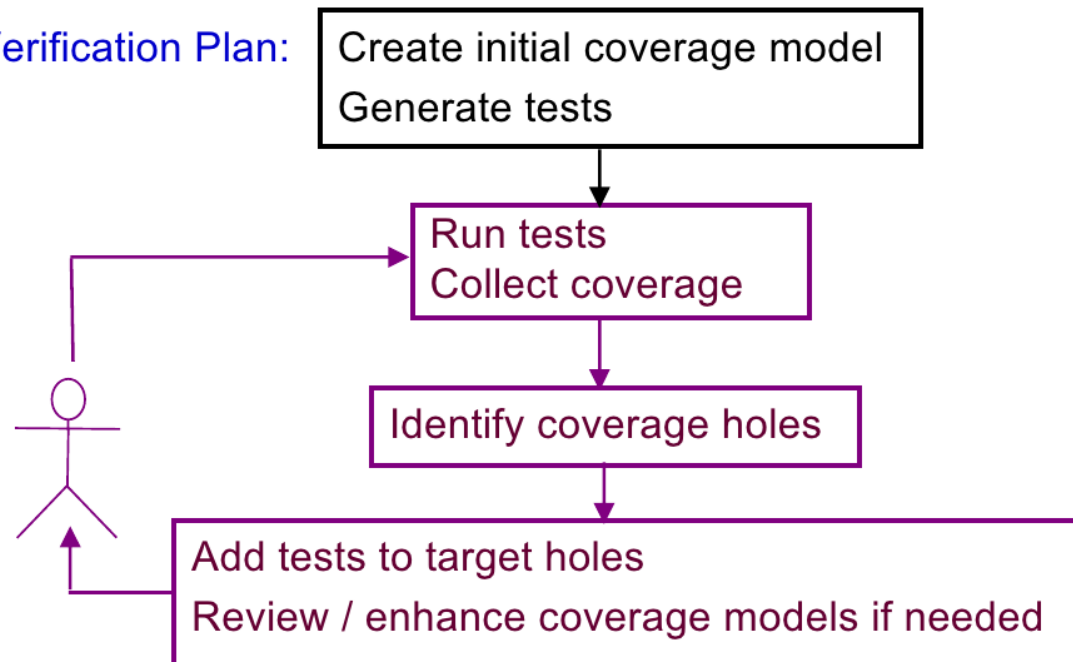 erification Plan:
Create initial coverage model
Generate tests
Run tests
Collect coverage
Identify coverage holes
Add tests to target holes
Review / enhance coverage models if needed